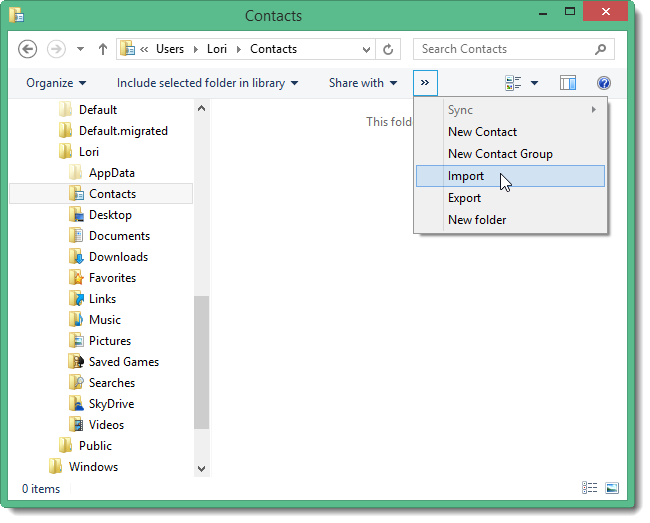 Contacts
« Users Lori Contacts
Search Contacts
Organize Include selected folder in library Share with »
This folde
Sync
New Contact
New Contact Group
Import
Export
New folder
Default
Default.migrated
Lori
AppData
Contacts
Desktop
Documents
Downloads
Favorites
Links
Music
Pictures
Saved Games
Searches
SkyDrive
Videos
Public
Windows
0 items